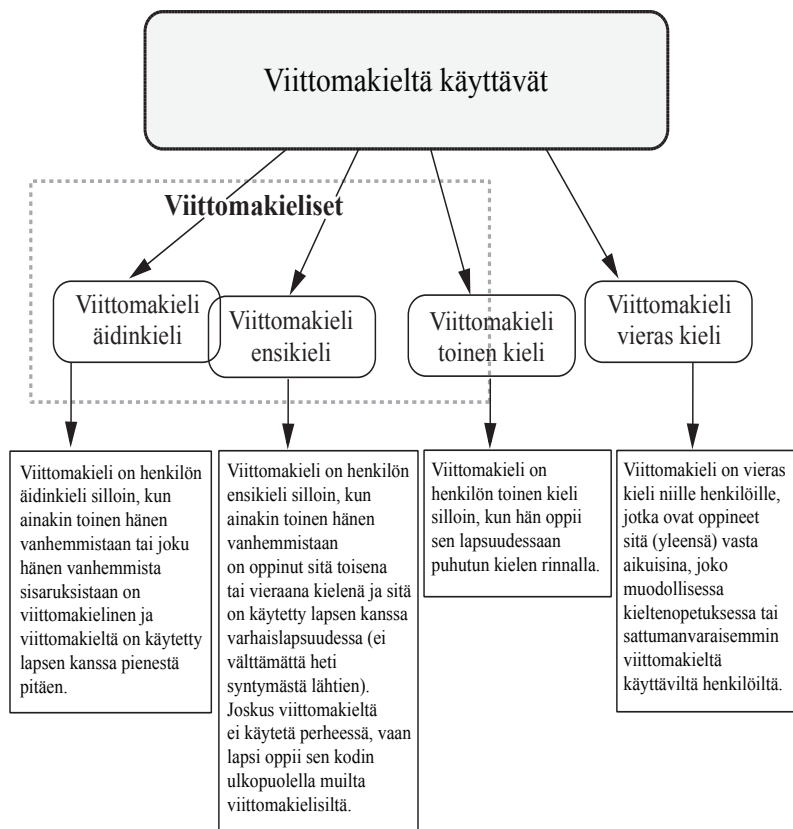 Viittomakieltä käyttävät
Viittomakieliset
Viittomakieli
äidinkieli
Viittomakieli
ensikieli
Viittomakieli
toinen kieli
Viittomakieli
vieras kieli
Viittomakieli on henkilön
äidinkieli silloin, kun
ainakin toinen hänen
vanhemmistaan tai joku
hänen vanhemmista
sisaruksistaan on
viittomakielinen ja
viittomakieltä on käytetty
lapsen kanssa pienestä
pitäen.
Viittomakieli on henkilön
ensikieli silloin, kun
ainakin toinen hänen
vanhemmistaan
on oppinut sitä toisena
tai vieraana kielenä ja sitä
on käytetty lapsen kanssa
varhaislapsuudessa (ei
välttämättä heti
syntymästä lähtien).
Joskus viittomakieltä
ei käytetä perheessä, vaan
lapsi oppii sen kodin
ulkopuolella muilta
viittomakielisiltä.
Viittomakieli on
henkilön toinen kieli
silloin, kun hän oppii
sen lapsuudessaan
puhutun kielen rinnalla.
Viittomakieli on vieras
kieli niille henkilöille,
jotka ovat oppineet
sitä (yleensä) vasta
aikuisina, joko
muodollisessa
kieltenopetuksessa tai
sattumanvaraisemmin
viittomakieltä
käyttäviltä henkilöiltä.